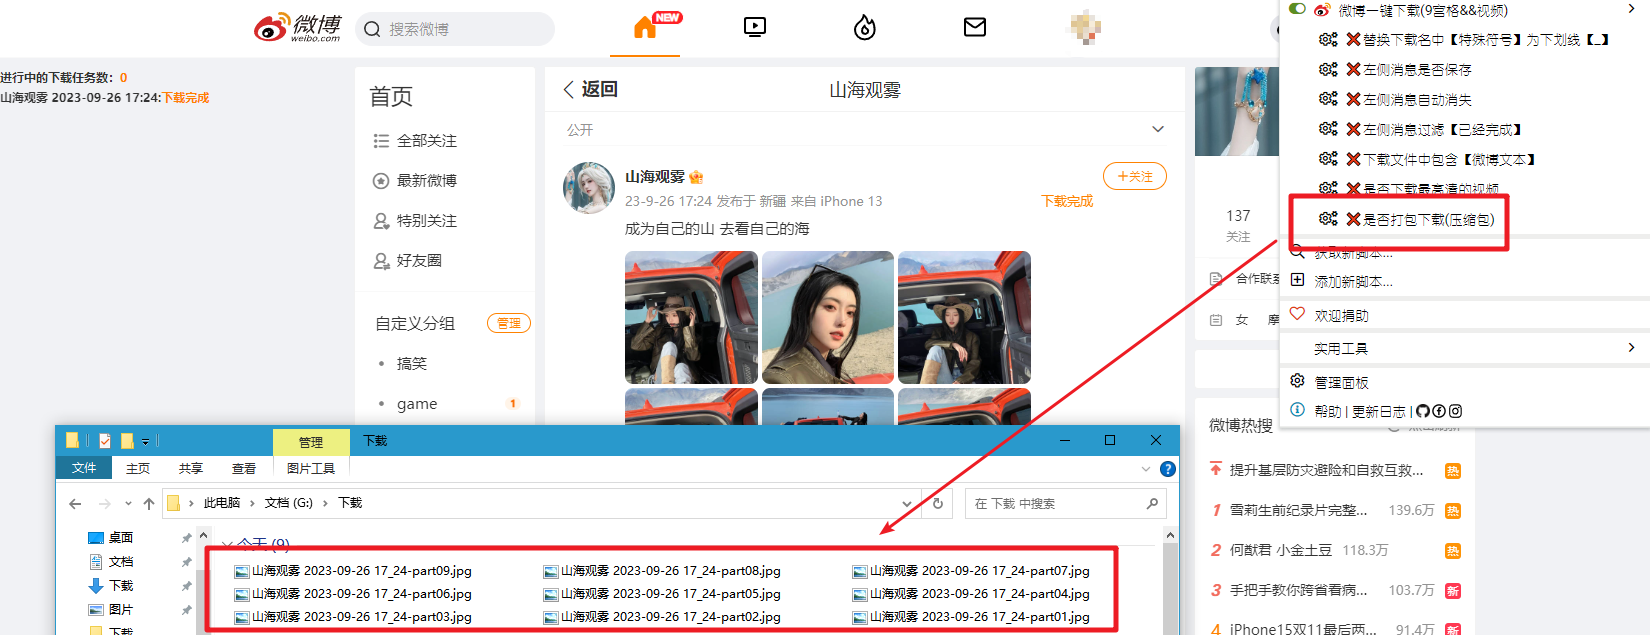 微博
weibo.com
搜索微博
NEW
进行中的下载任务数：0
山海观雾 2023-09-26 17:24:下载完成
首页
全部关注
最新微博
特别关注
好友圈
自定义分组
管理
搞笑
game
1
返回
山海观雾
公开
山海观雾
23-9-26 17:24 发布于 新疆 来自 iPhone 13
下载完成
+关注
成为自己的山 去看自己的海
137
关注
合作联系
女
摩
微博热搜
提升基层防灾避险和自救互救...
热
1 雪莉生前纪录片完整... 139.6万 热
2 何猷君 小金土豆 118.3万 热
3 手把手教你跨省看病... 103.7万 新
4 iPhone15双11最后两... 91.4万 新
微博一键下载(9宫格&&视频)
❌替换下载名中【特殊符号】为下划线【_】
❌左侧消息是否保存
❌左侧消息自动消失
❌左侧消息过滤【已经完成】
❌下载文件中包含【微博文本】
❌是否下载最高清的视频
❌是否打包下载(压缩包)
获取新脚本...
添加新脚本...
欢迎捐助
实用工具
管理面板
帮助 | 更新日志 |
管理
下载
文件
主页
共享
查看
图片工具
此电脑 › 文档 (G:) › 下载
在 下载 中搜索
桌面
文档
下载
图片
下载
今天 (9)
山海观雾 2023-09-26 17_24-part09.jpg
山海观雾 2023-09-26 17_24-part08.jpg
山海观雾 2023-09-26 17_24-part07.jpg
山海观雾 2023-09-26 17_24-part06.jpg
山海观雾 2023-09-26 17_24-part05.jpg
山海观雾 2023-09-26 17_24-part04.jpg
山海观雾 2023-09-26 17_24-part03.jpg
山海观雾 2023-09-26 17_24-part02.jpg
山海观雾 2023-09-26 17_24-part01.jpg